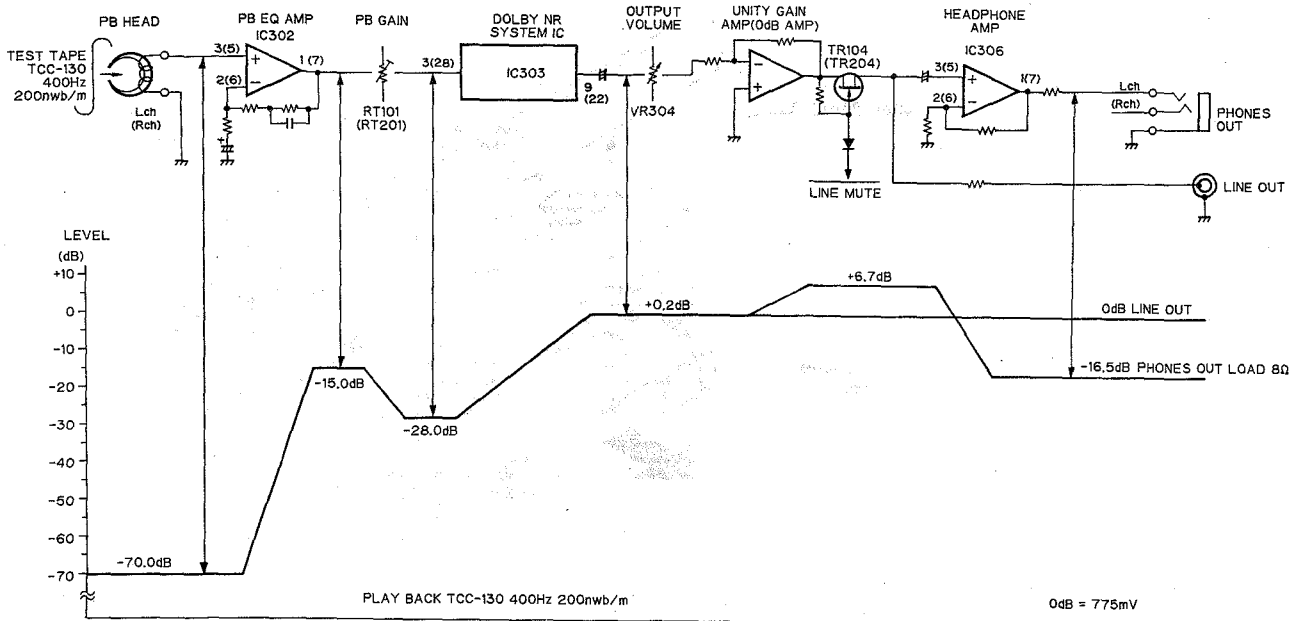 PB HEAD
PB EQ AMP
IC302
PB GAIN
DOLBY NR
SYSTEM IC
OUTPUT
VOLUME
UNITY GAIN
AMP(0dB AMP)
HEADPHONE
AMP
IC306
TEST TAPE
TCC-130
400Hz
200nwb/m
Lch
(Rch)
3(5)
2(6)
1 (7)
RT101
(RT201)
3(28)
IC303
9
(22)
VR304
TR104
(TR204)
LINE MUTE
3(5)
2(6)
1(7)
Lch
(Rch)
PHONES
OUT
LINE OUT
LEVEL
(dB)
+10
0
-10
-20
-30
-40
-50
-60
-70
-70.0dB
-15.0dB
-28.0dB
+0.2dB
+6.7dB
0dB LINE OUT
-16.5dB PHONES OUT LOAD 8Ω
PLAY BACK TCC-130 400Hz 200nwb/m
0dB = 775mV